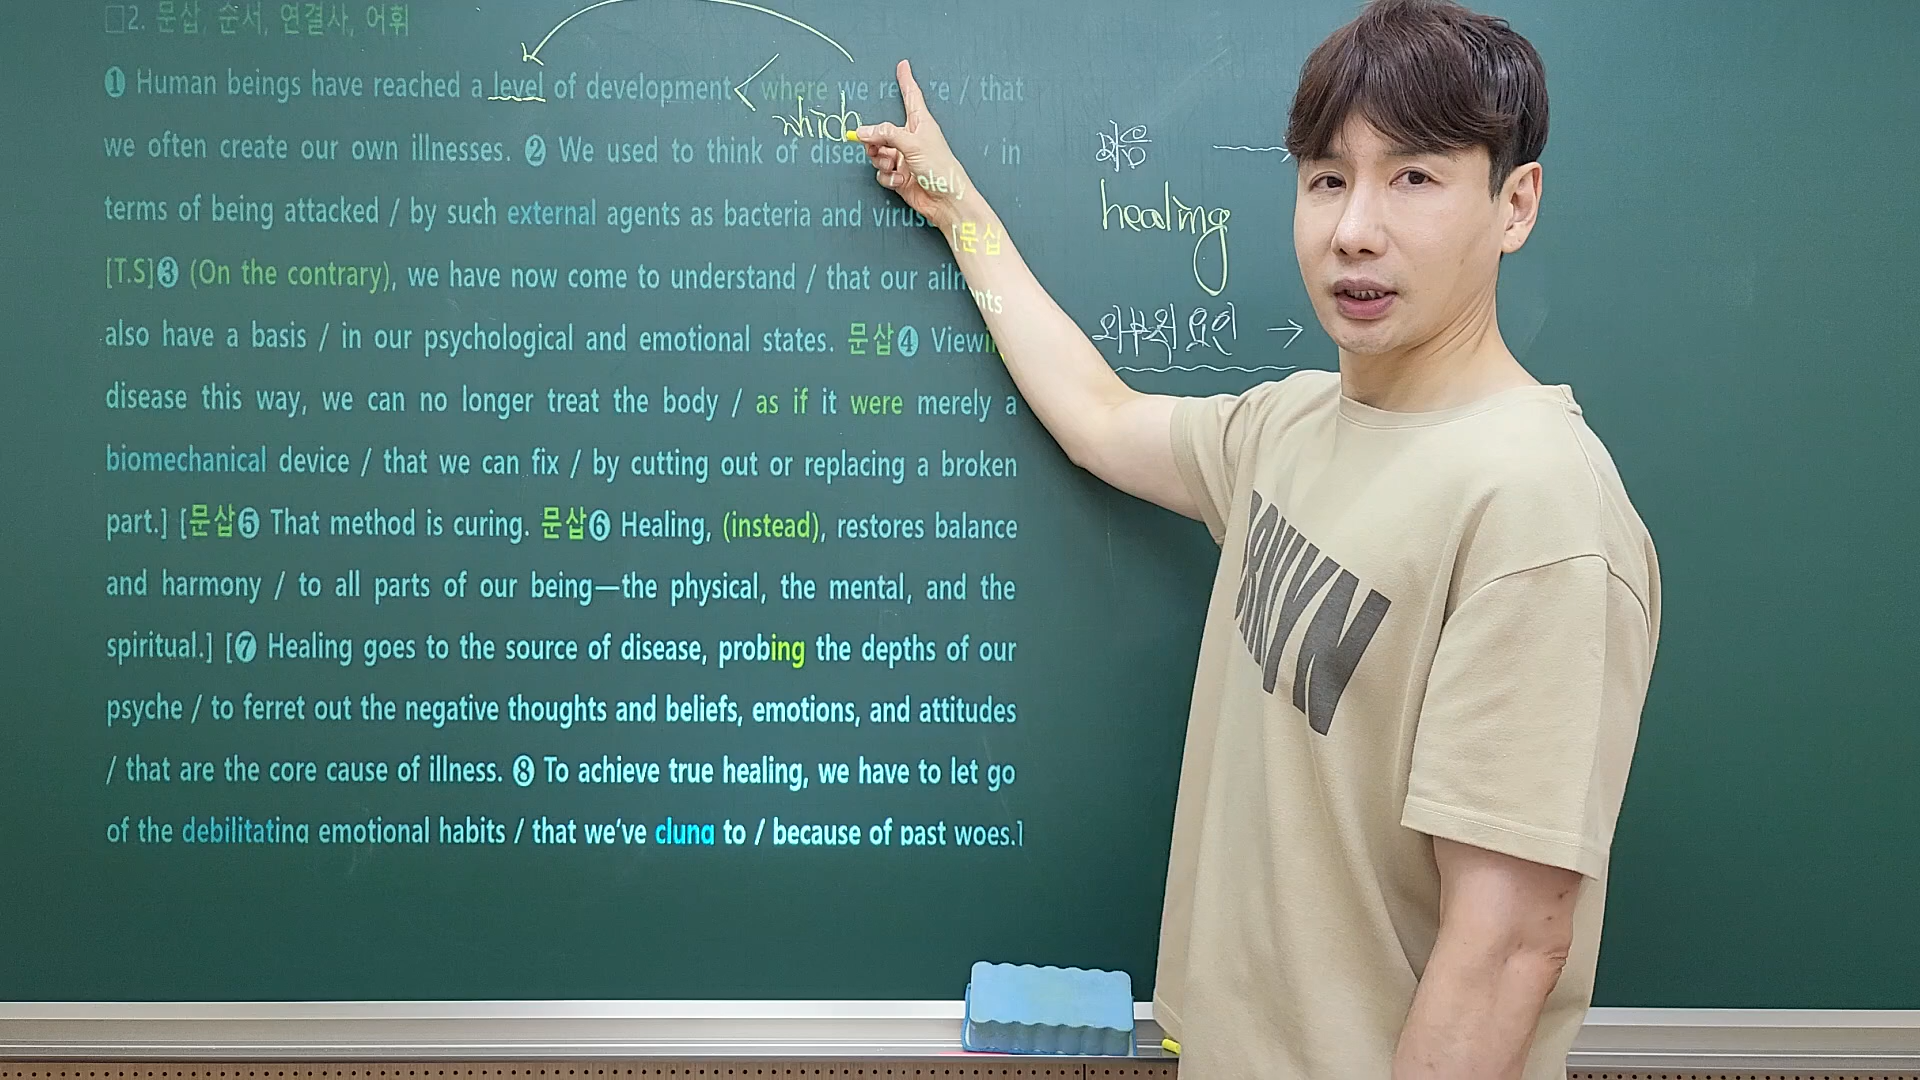 □2. 문삽, 순서, 연결사, 어휘
❶ Human beings have reached a level of development / where we re re / that
which
we often create our own illnesses. ❷ We used to think of disea in
olely
terms of being attacked / by such external agents as bacteria and virus
[문삽
[T.S]❸ (On the contrary), we have now come to understand / that our ailments
also have a basis / in our psychological and emotional states. 문삽❹ Viewing
disease this way, we can no longer treat the body / as if it were merely a
biomechanical device / that we can fix / by cutting out or replacing a broken
part.] [문삽❺ That method is curing. 문삽❻ Healing, (instead), restores balance
and harmony / to all parts of our being—the physical, the mental, and the
spiritual.] [❼ Healing goes to the source of disease, probing the depths of our
psyche / to ferret out the negative thoughts and beliefs, emotions, and attitudes
/ that are the core cause of illness. ❽ To achieve true healing, we have to let go
of the debilitating emotional habits / that we've clung to / because of past woes.]
마음 →
healing
외부적 요인 →